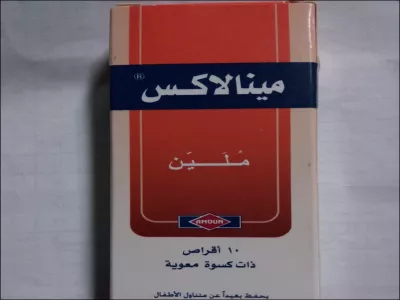 مينالاكس ®
مُلَيّن
AMOUN
١٠ أقراص
ذات كسوة معوية
يحفظ بعيداً عن متناول الأطفال